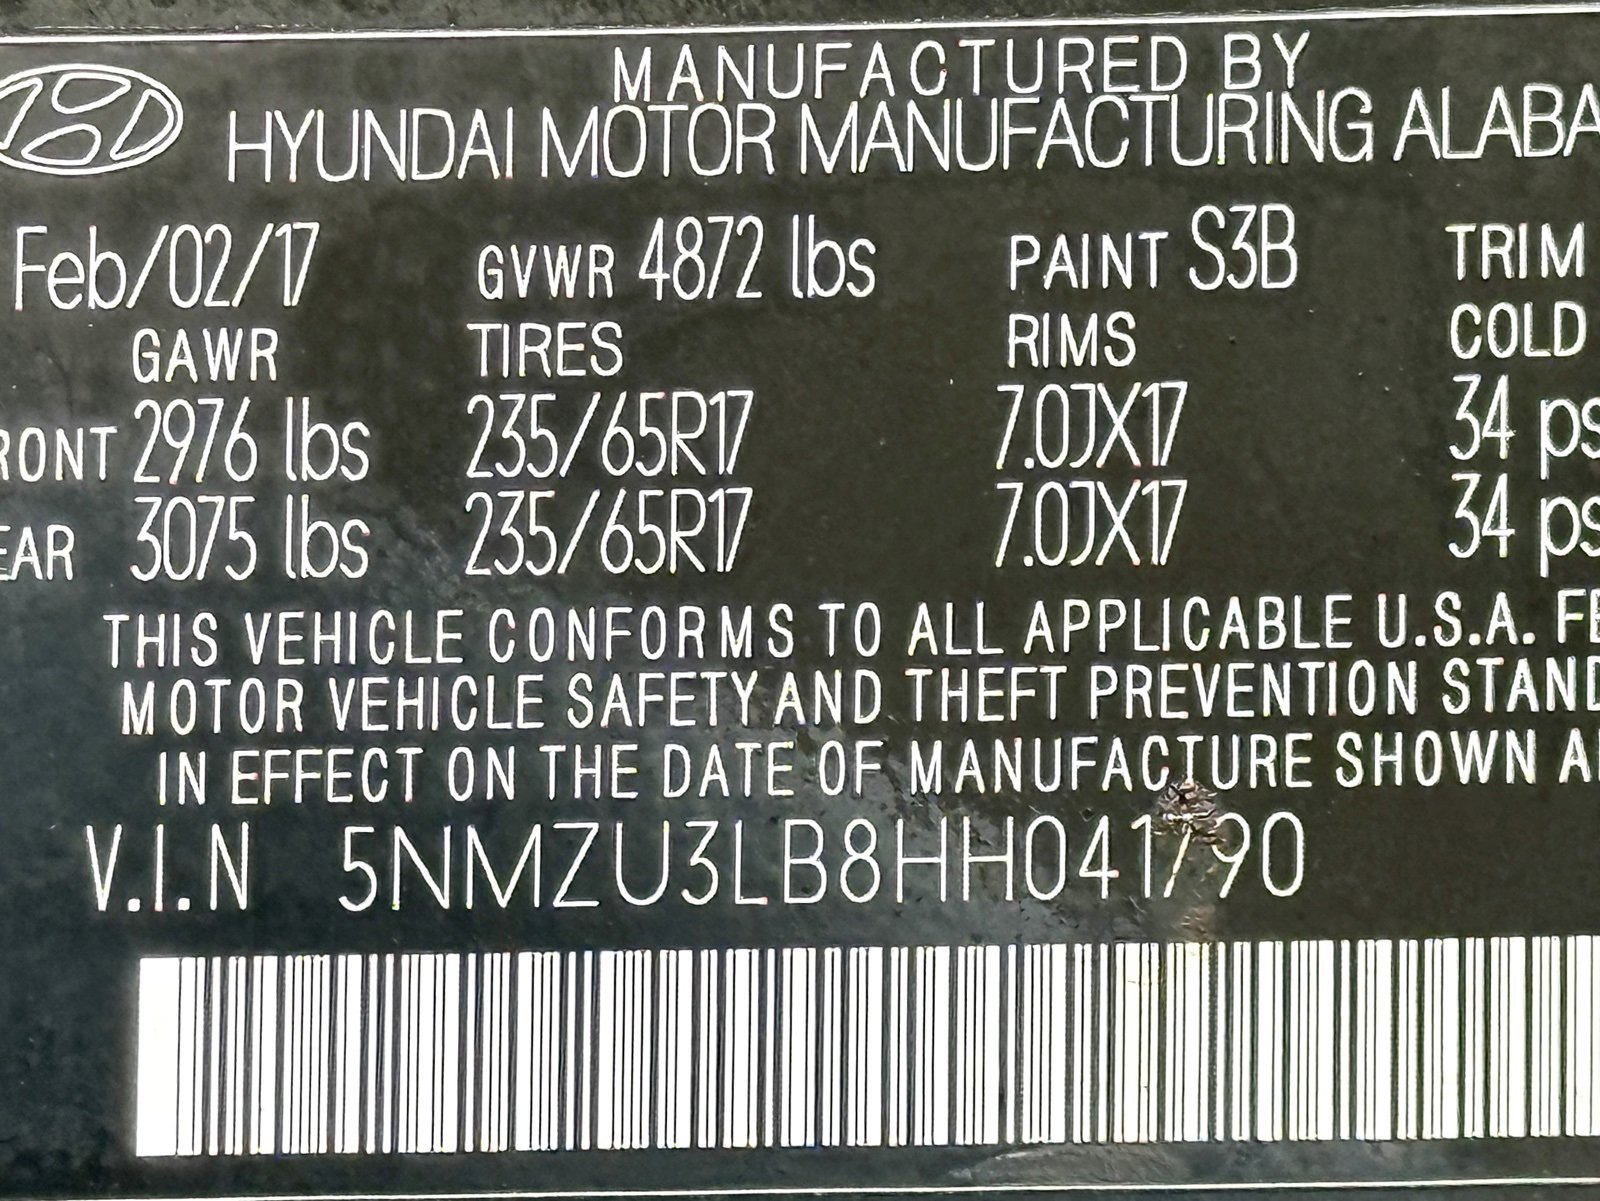 MANUFACTURED BY
HYUNDAI MOTOR MANUFACTURING ALABA
Feb/02/17 GVWR 4872 lbs PAINT S3B TRIM
GAWR TIRES RIMS COLD
RONT 2976 lbs 235/65R17 7.0JX17 34 ps
EAR 3075 lbs 235/65R17 7.0JX17 34 ps
THIS VEHICLE CONFORMS TO ALL APPLICABLE U.S.A. FE
MOTOR VEHICLE SAFETY AND THEFT PREVENTION STAND
IN EFFECT ON THE DATE OF MANUFACTURE SHOWN A
V.I.N 5NMZU3LB8HH041790